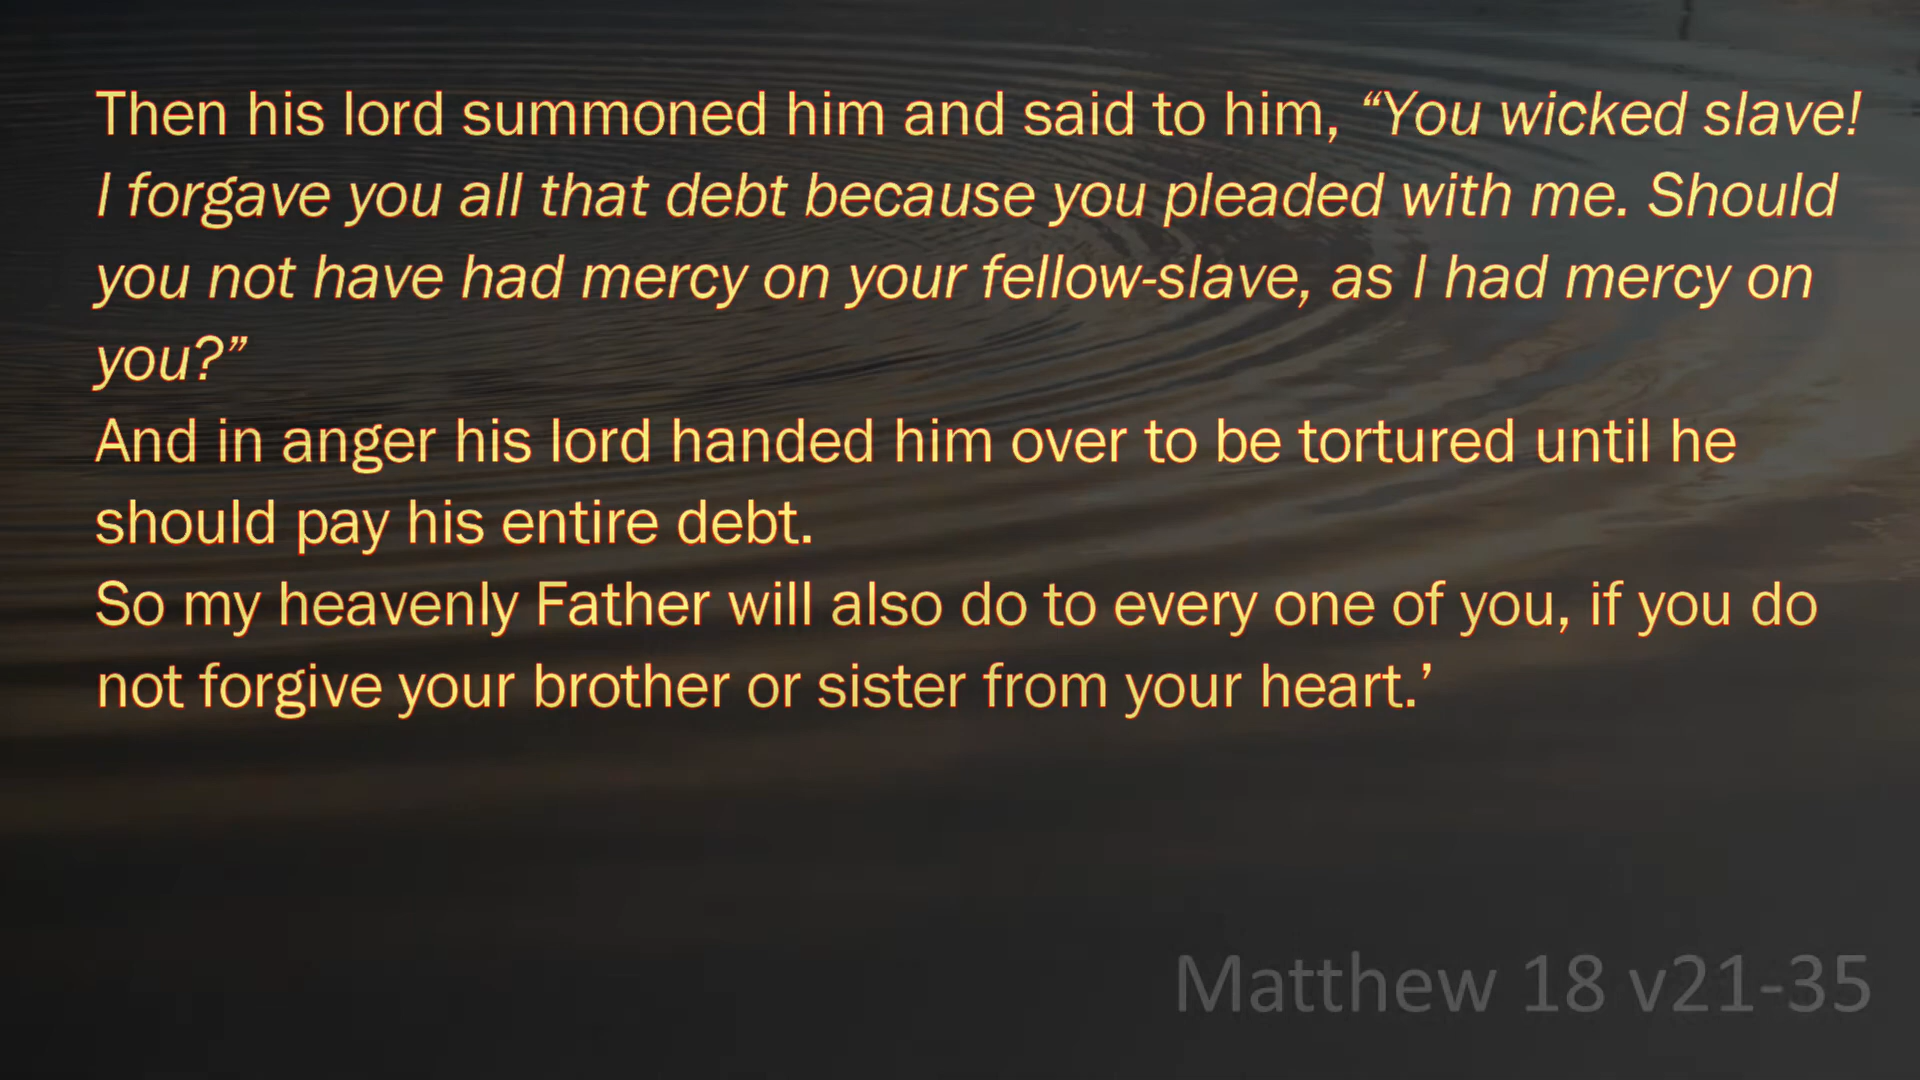 Then his lord summoned him and said to him, “You wicked slave!
I forgave you all that debt because you pleaded with me. Should
you not have had mercy on your fellow-slave, as I had mercy on
you?”
And in anger his lord handed him over to be tortured until he
should pay his entire debt.
So my heavenly Father will also do to every one of you, if you do
not forgive your brother or sister from your heart.’
Matthew 18 v21-35